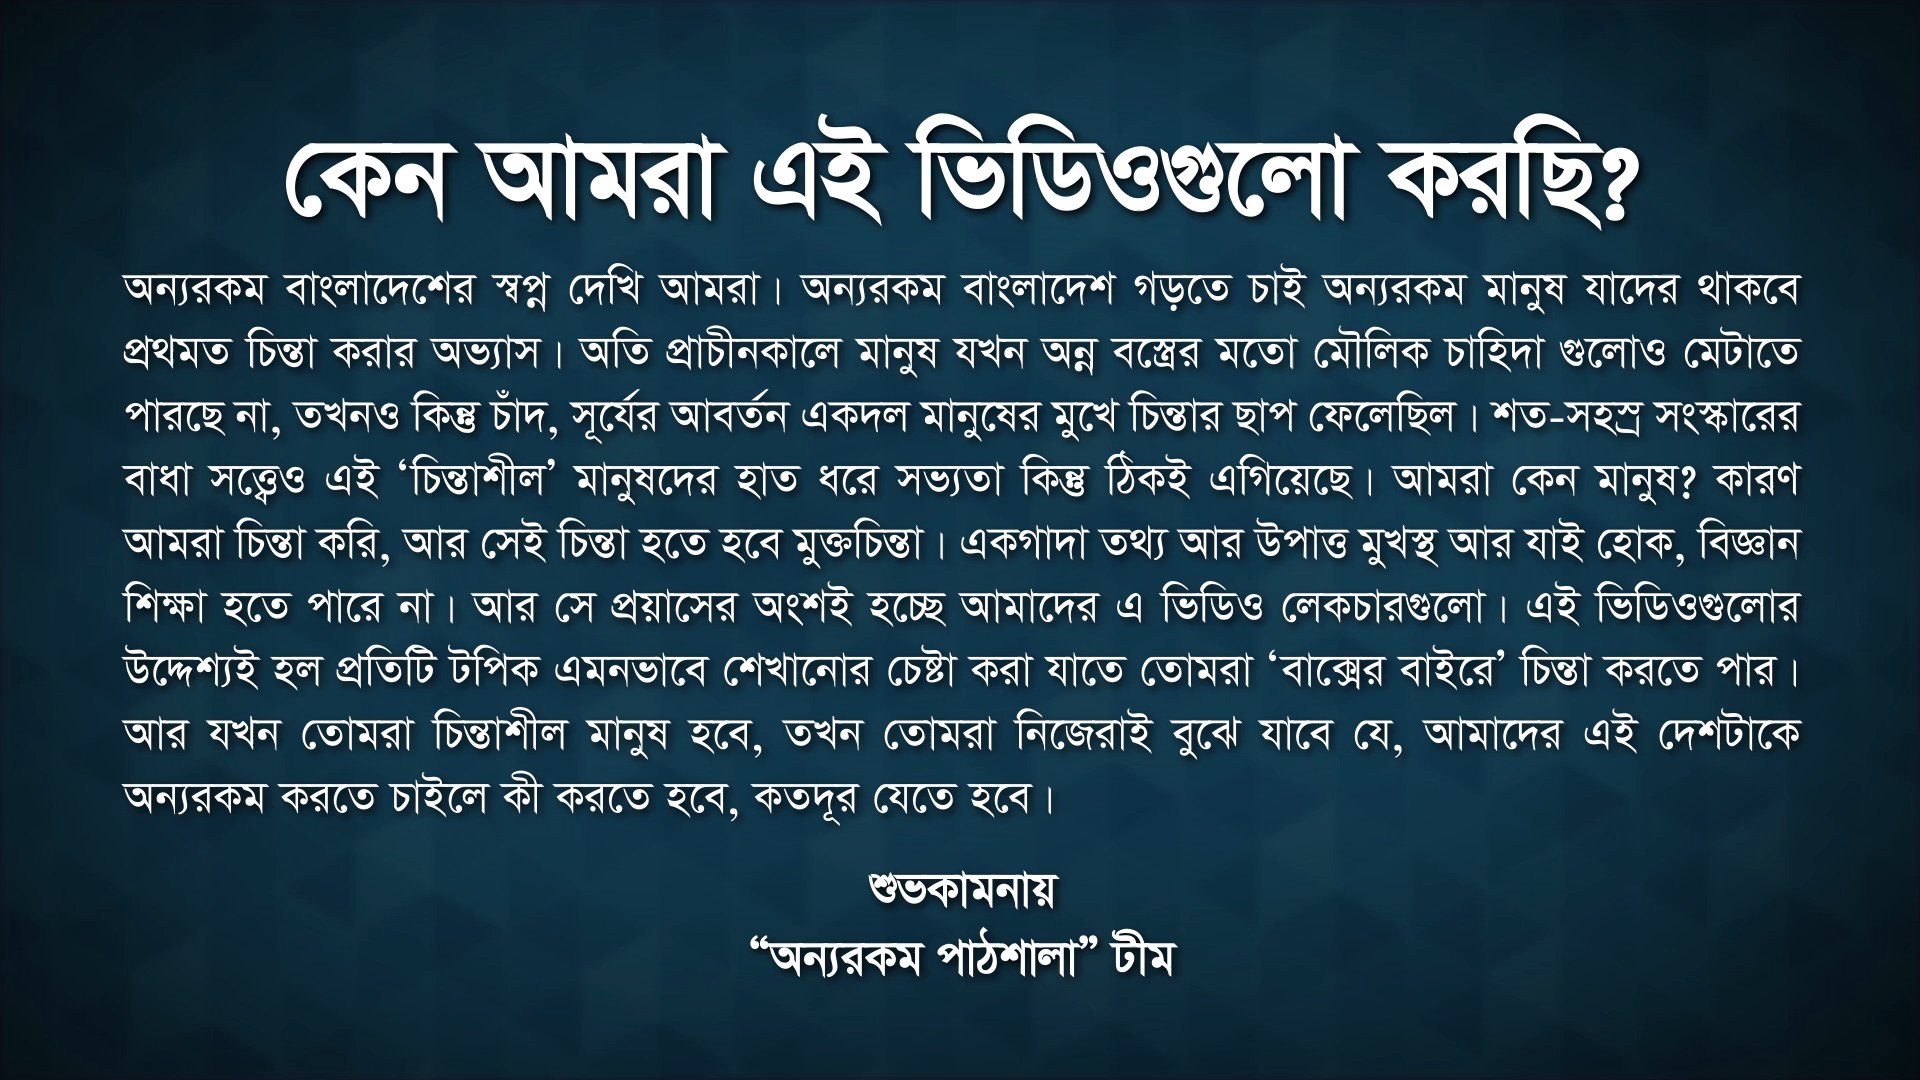 কেন আমরা এই ভিডিওগুলো করছি?
অন্যরকম বাংলাদেশের স্বপ্ন দেখি আমরা। অন্যরকম বাংলাদেশ গড়তে চাই অন্যরকম মানুষ যাদের থাকবে
প্রথমত চিন্তা করার অভ্যাস। অতি প্রাচীনকালে মানুষ যখন অন্ন বস্ত্রের মতো মৌলিক চাহিদা গুলোও মেটাতে
পারছে না, তখনও কিন্তু চাঁদ, সূর্যের আবর্তন একদল মানুষের মুখে চিন্তার ছাপ ফেলেছিল। শত-সহস্র সংস্কারের
বাধা সত্ত্বেও এই ‘চিন্তাশীল’ মানুষদের হাত ধরে সভ্যতা কিন্তু ঠিকই এগিয়েছে। আমরা কেন মানুষ? কারণ
আমরা চিন্তা করি, আর সেই চিন্তা হতে হবে মুক্তচিন্তা। একগাদা তথ্য আর উপাত্ত মুখস্থ আর যাই হোক, বিজ্ঞান
শিক্ষা হতে পারে না। আর সে প্রয়াসের অংশই হচ্ছে আমাদের এ ভিডিও লেকচারগুলো। এই ভিডিওগুলোর
উদ্দেশ্যই হল প্রতিটি টপিক এমনভাবে শেখানোর চেষ্টা করা যাতে তোমরা ‘বাক্সের বাইরে’ চিন্তা করতে পার।
আর যখন তোমরা চিন্তাশীল মানুষ হবে, তখন তোমরা নিজেরাই বুঝে যাবে যে, আমাদের এই দেশটাকে
অন্যরকম করতে চাইলে কী করতে হবে, কতদূর যেতে হবে।
শুভকামনায়
“অন্যরকম পাঠশালা” টীম